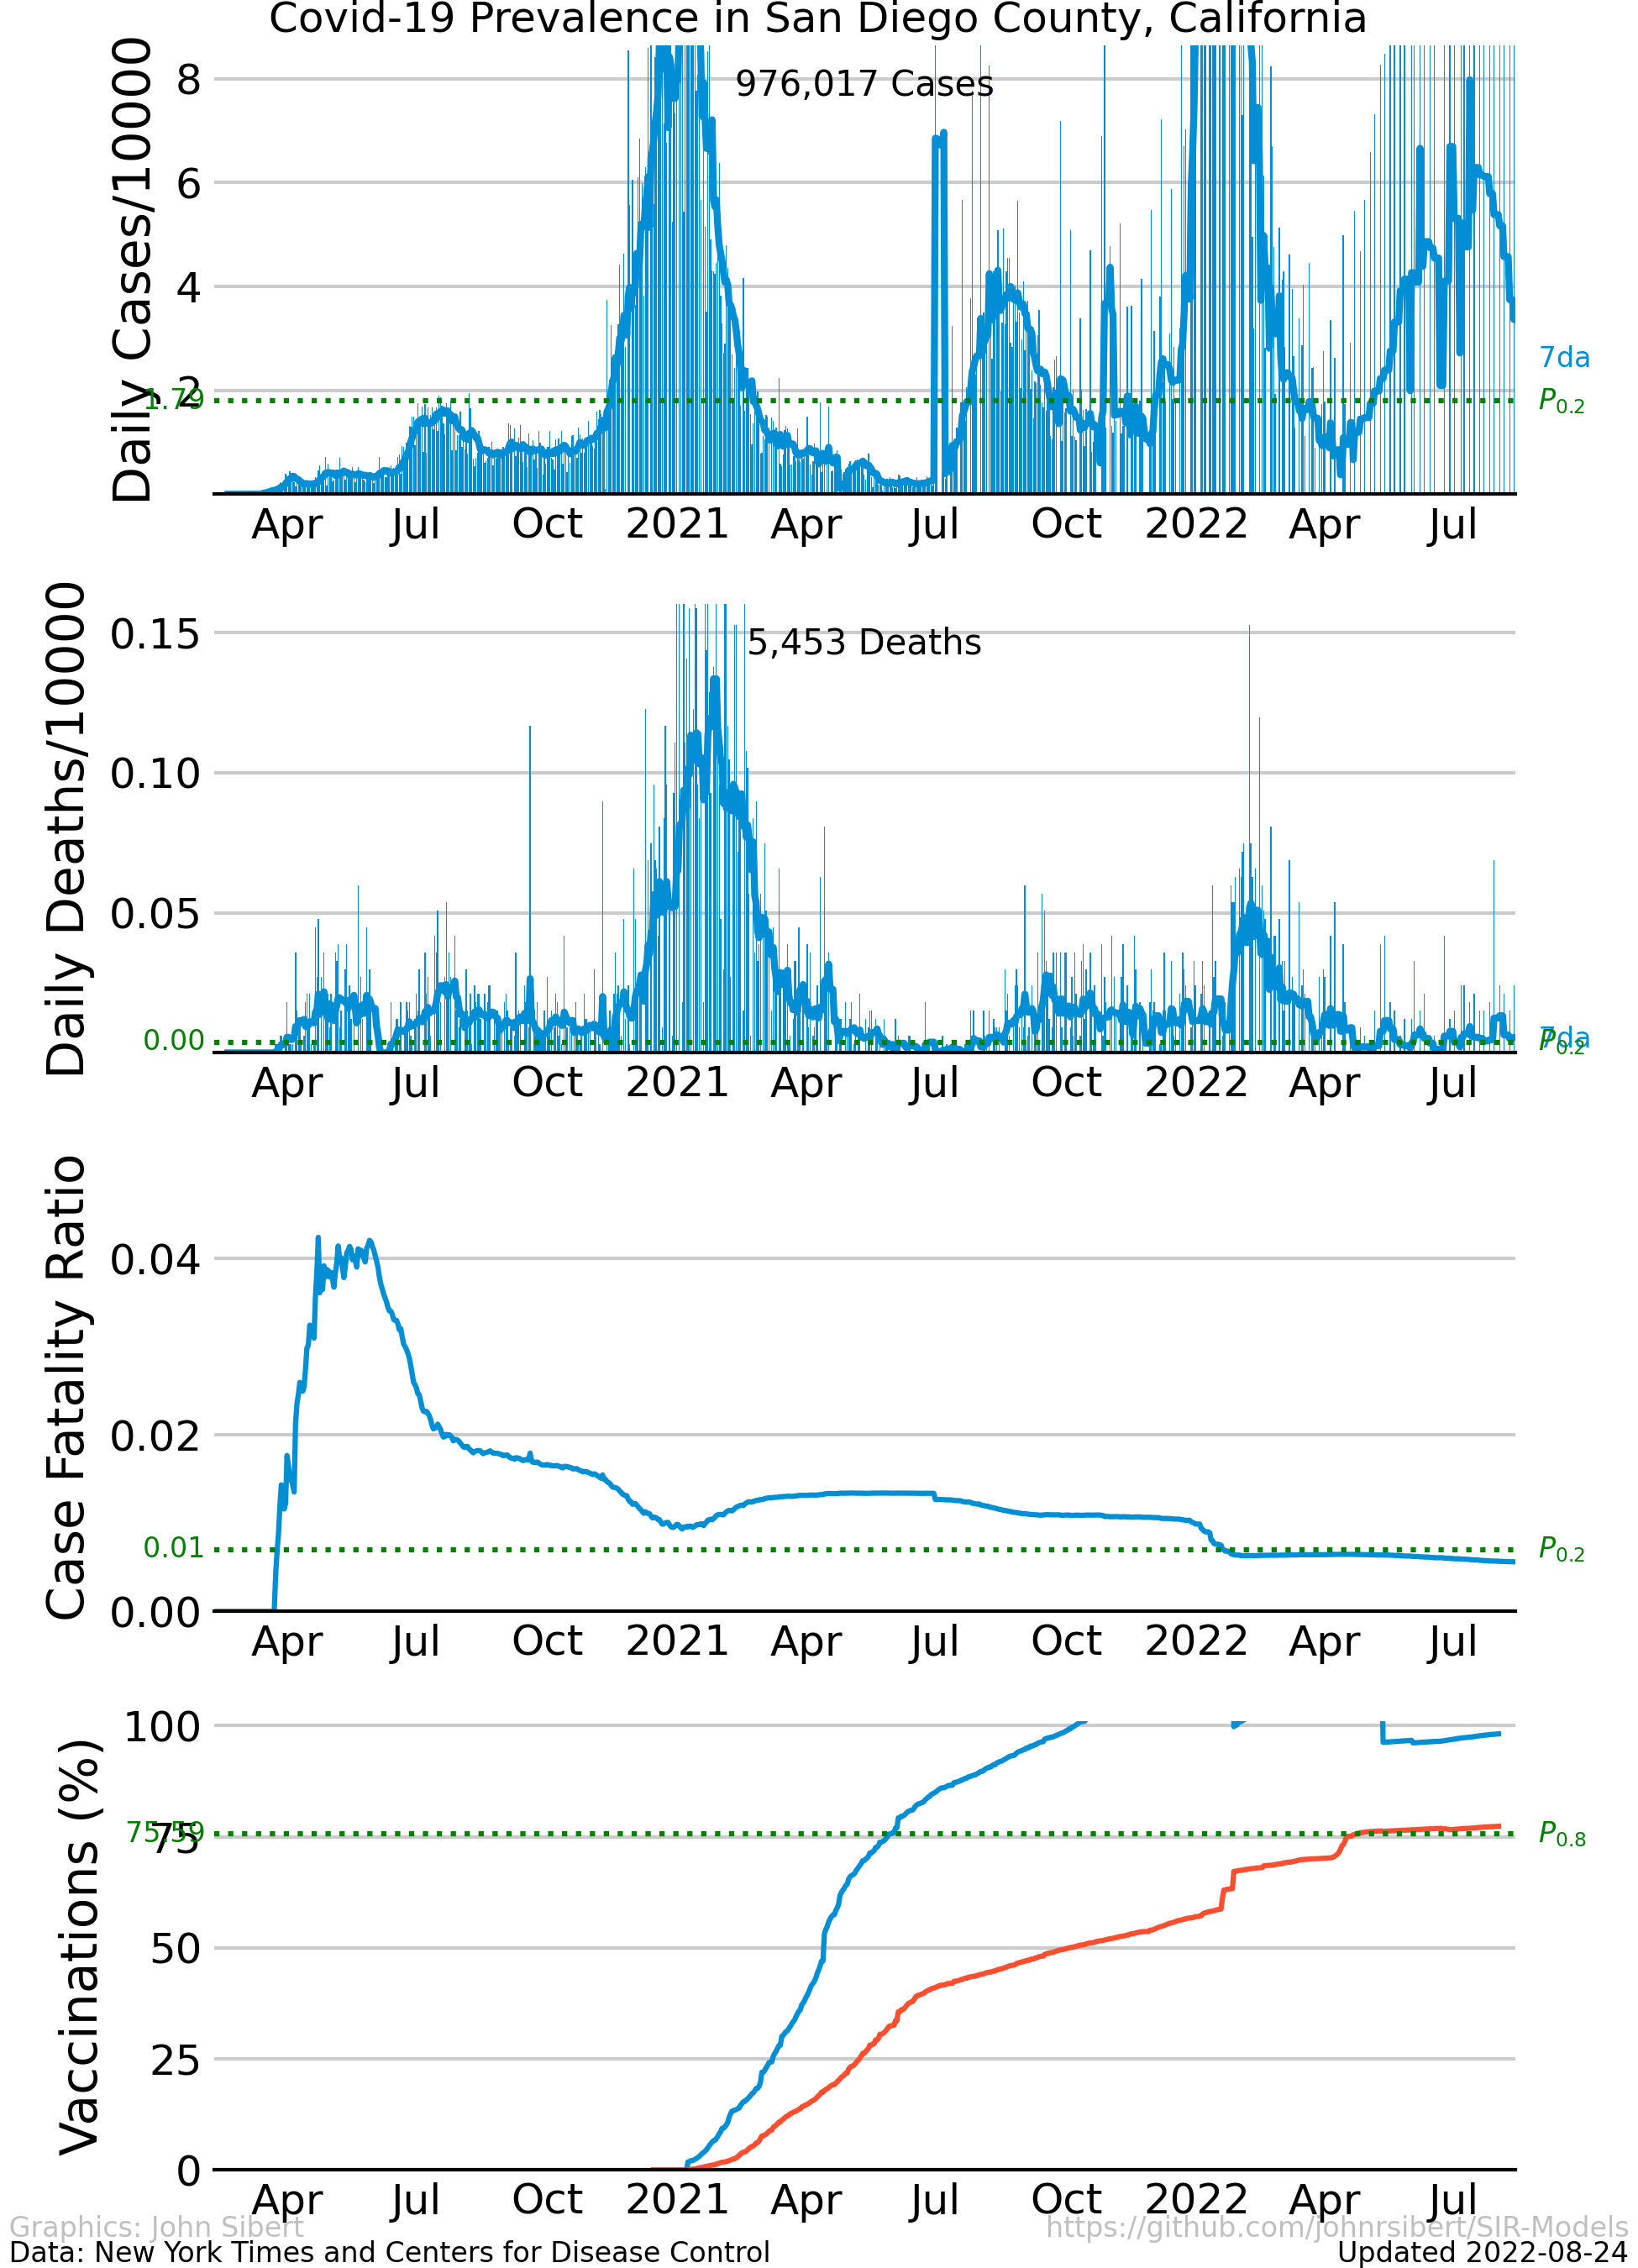 Covid-19 Prevalence in San Diego County, California
Daily Cases/10000
976,017 Cases
8
6
4
2
1.79
7da
P0.2
Apr Jul Oct 2021 Apr Jul Oct 2022 Apr Jul
Daily Deaths/10000
5,453 Deaths
0.15
0.10
0.05
0.00
7da
P0.2
Apr Jul Oct 2021 Apr Jul Oct 2022 Apr Jul
Case Fatality Ratio
0.04
0.02
0.01
0.00
P0.2
Apr Jul Oct 2021 Apr Jul Oct 2022 Apr Jul
Vaccinations (%)
100
75
75.59
50
25
0
P0.8
Apr Jul Oct 2021 Apr Jul Oct 2022 Apr Jul
Graphics: John Sibert
https://github.com/johnrsibert/SIR-Models
Data: New York Times and Centers for Disease Control
Updated 2022-08-24